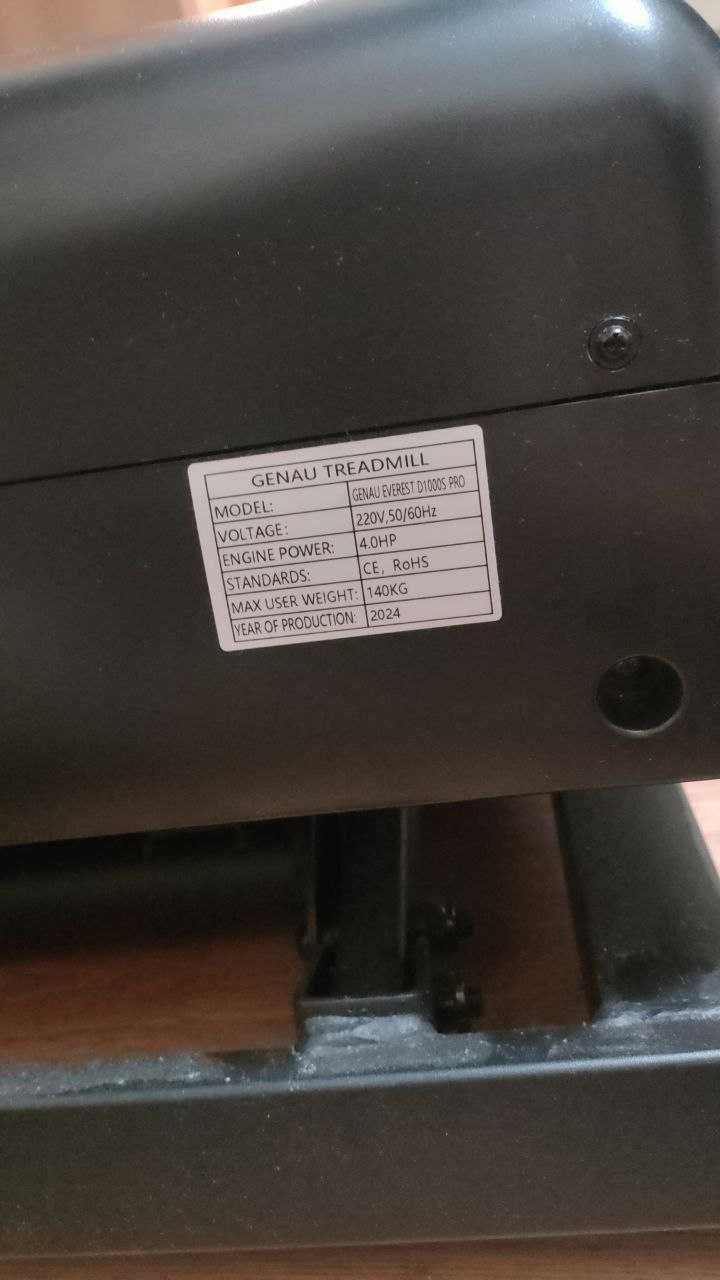 GENAU TREADMILL
MODEL: GENAU EVEREST D1000S PRO
VOLTAGE: 220V,50/60Hz
ENGINE POWER: 4.0HP
STANDARDS: CE, RoHS
MAX USER WEIGHT: 140KG
YEAR OF PRODUCTION: 2024